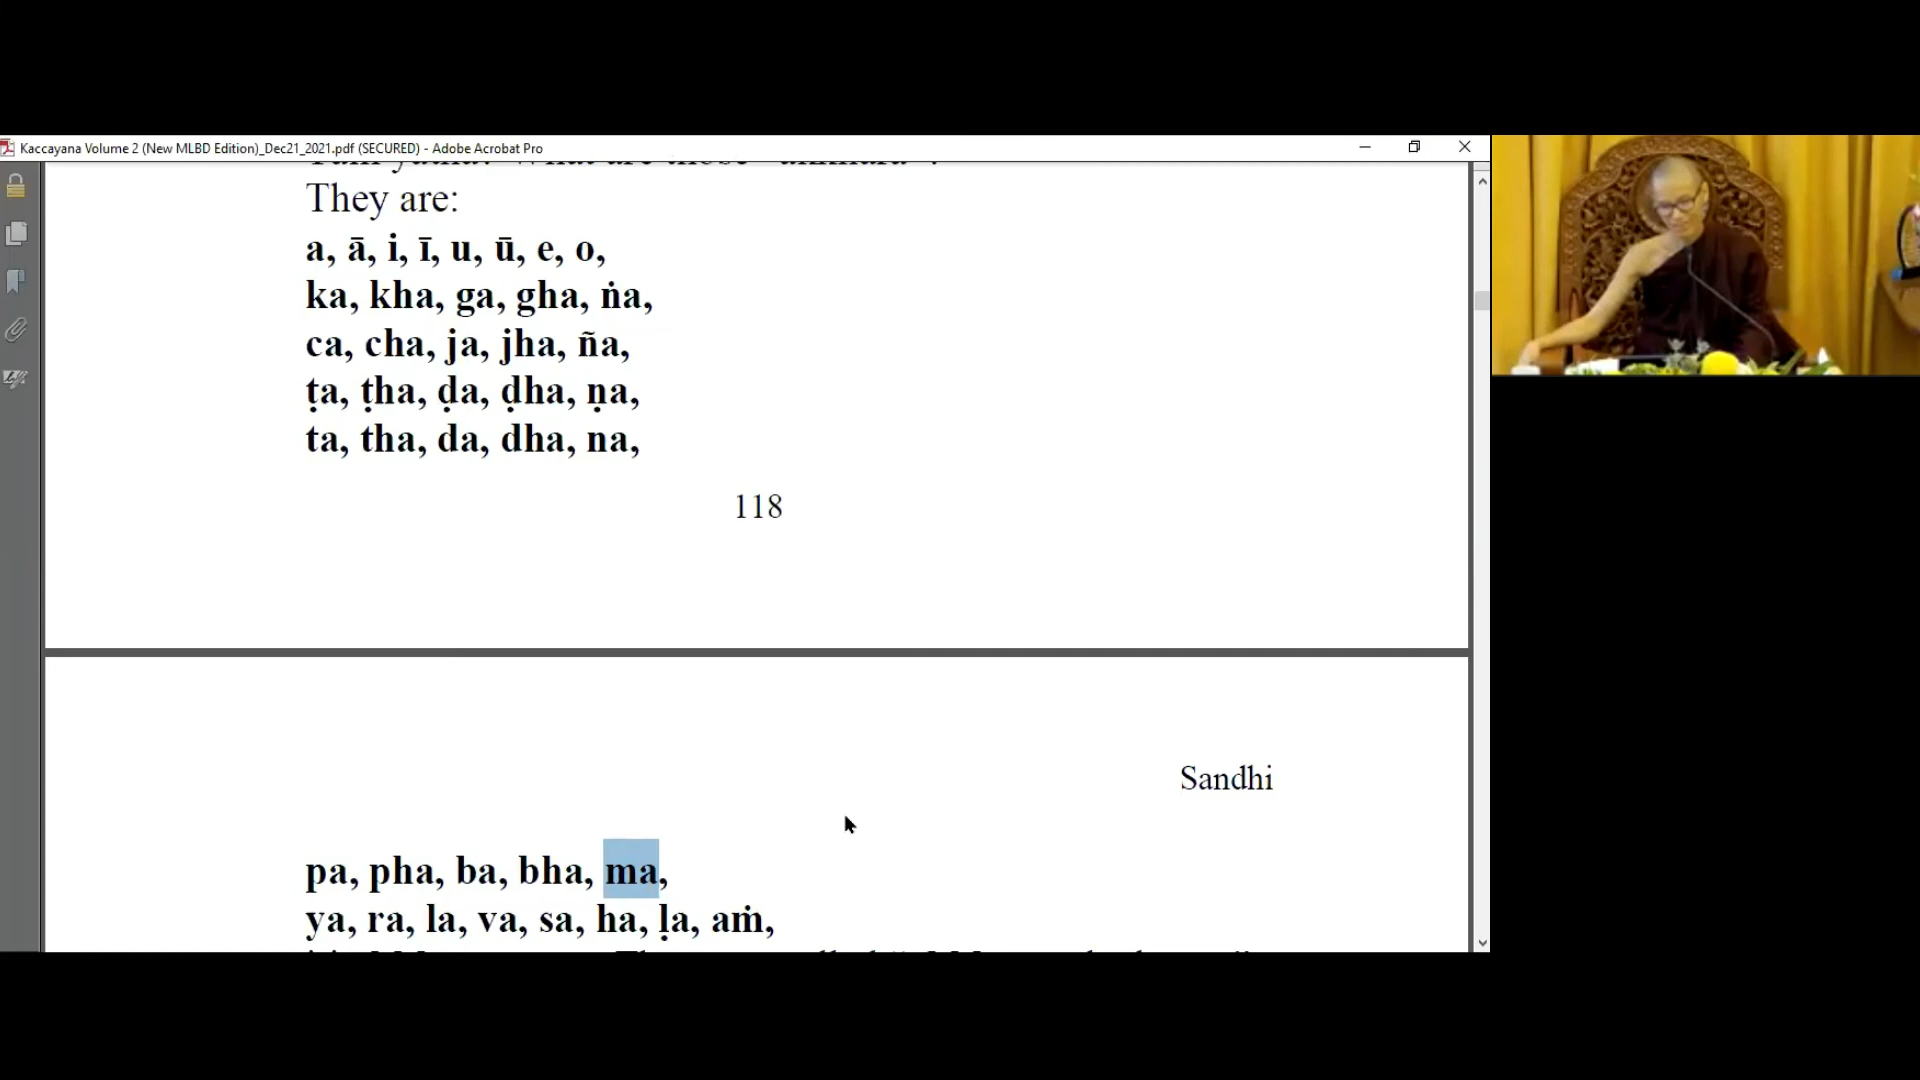 Kaccayana Volume 2 (New MLBD Edition)_Dec21_2021.pdf (SECURED) - Adobe Acrobat Pro
They are:
a, ā, i, ī, u, ū, e, o,
ka, kha, ga, gha, ṅa,
ca, cha, ja, jha, ña,
ṭa, ṭha, ḍa, ḍha, ṇa,
ta, tha, da, dha, na,
118
Sandhi
pa, pha, ba, bha, ma,
ya, ra, la, va, sa, ha, ḷa, aṁ,